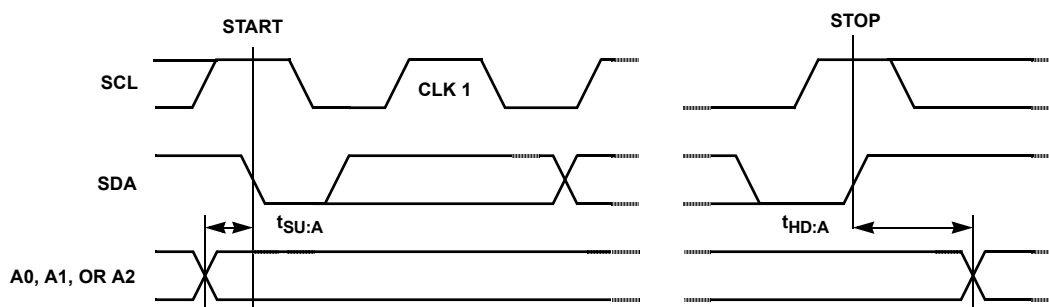 START
STOP
SCL
CLK 1
SDA
tSU:A
tHD:A
A0, A1, OR A2